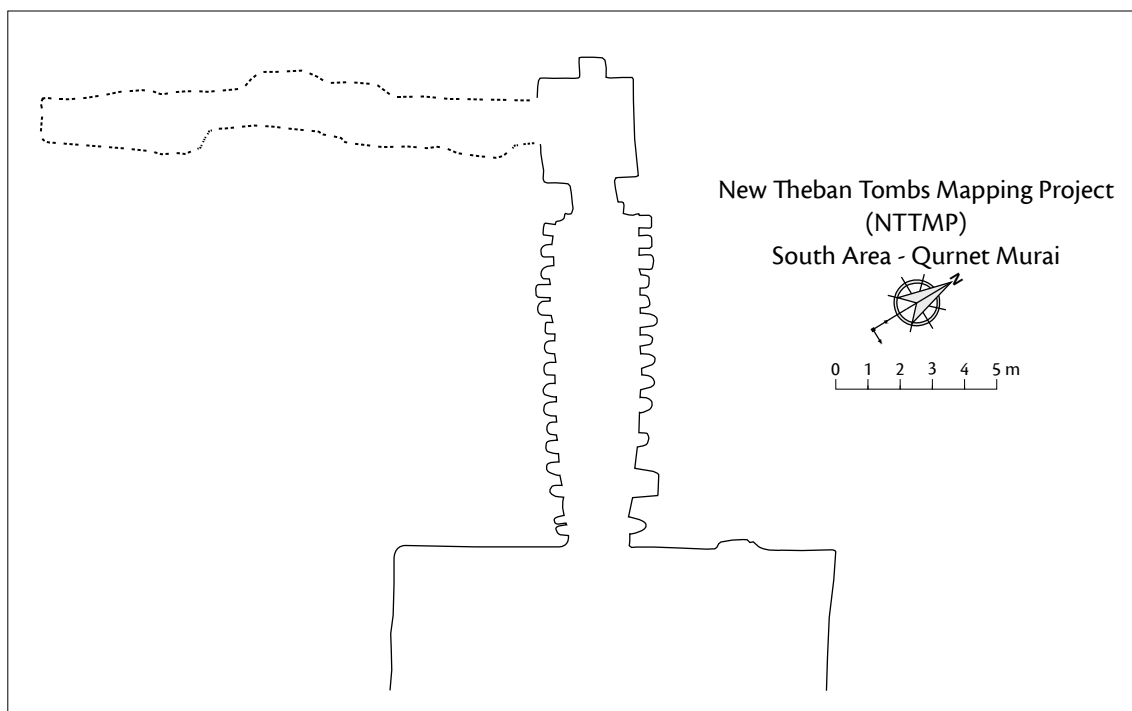 New Theban Tombs Mapping Project
(NTTMP)
South Area - Qurnet Murai
N
0 1 2 3 4 5 m